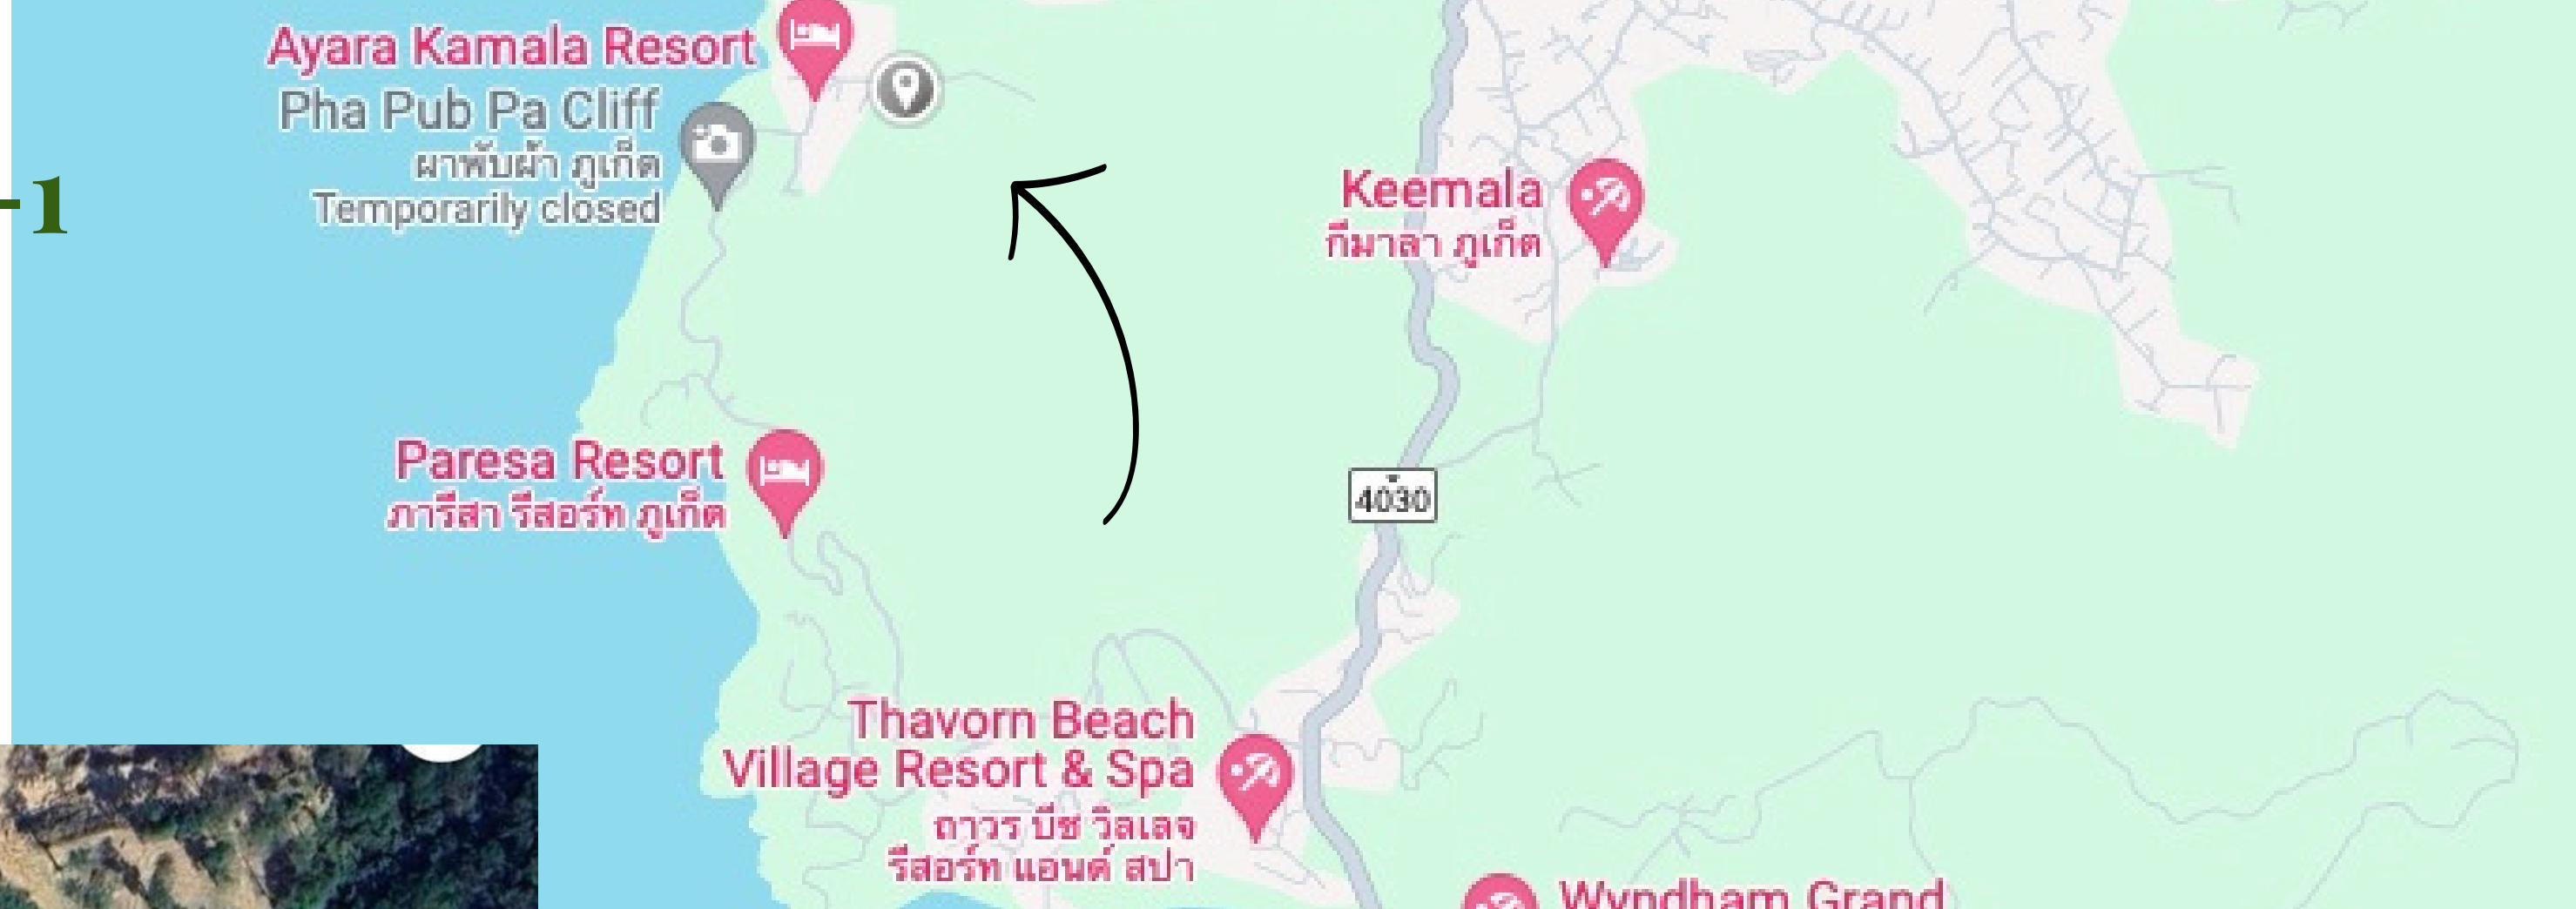 Ayara Kamala Resort
Pha Pub Pa Cliff
ผาพับผ้า ภูเก็ต
Temporarily closed
-1
Keemala
กีมาลา ภูเก็ต
Paresa Resort
ภารีสา รีสอร์ท ภูเก็ต
4030
Thavorn Beach
Village Resort & Spa
ถาวร บีช วิลเลจ
รีสอร์ท แอนด์ สปา
Wyndham Grand